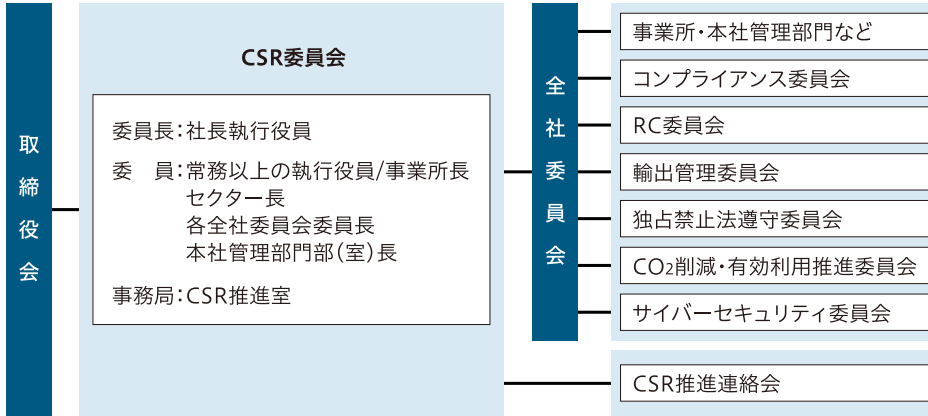 取締役会
CSR委員会
委員長：社長執行役員
委　員：常務以上の執行役員/事業所長
セクター長
各全社委員会委員長
本社管理部門部（室）長
事務局：CSR推進室
全社委員会
事業所・本社管理部門など
コンプライアンス委員会
RC委員会
輸出管理委員会
独占禁止法遵守委員会
CO₂削減・有効利用推進委員会
サイバーセキュリティ委員会
CSR推進連絡会